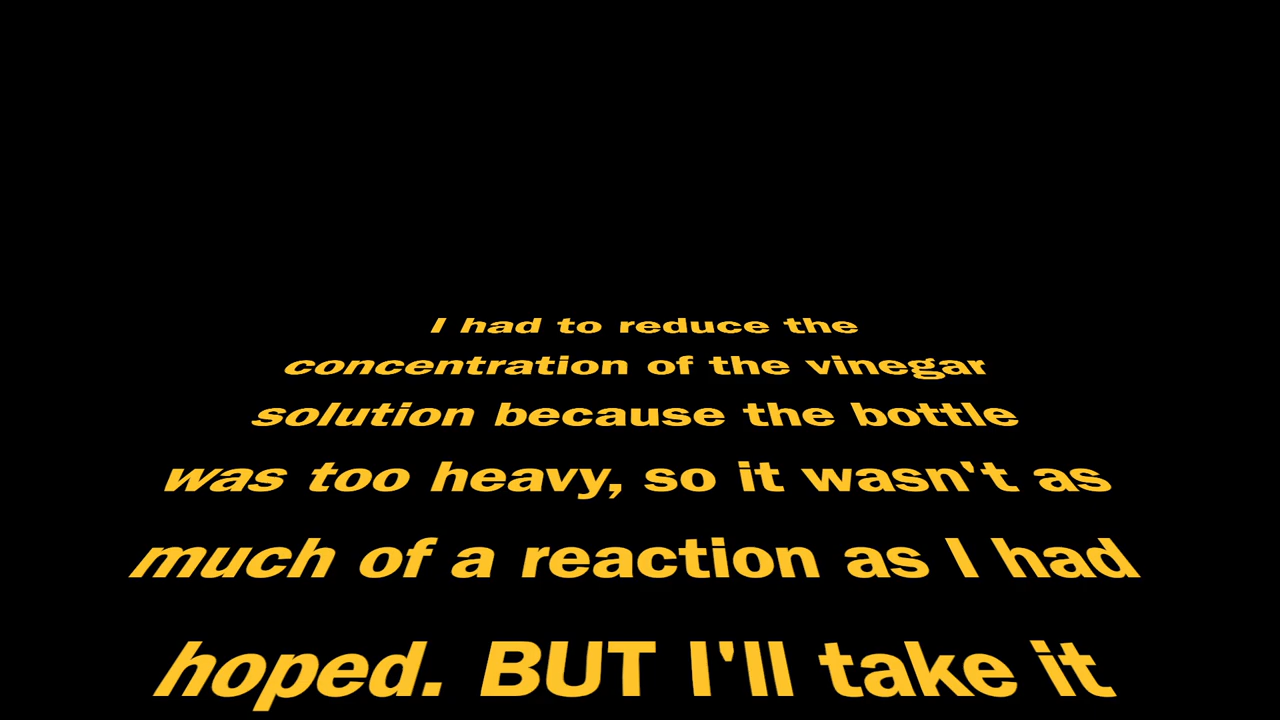 I had to reduce the
concentration of the vinegar
solution because the bottle
was too heavy, so it wasn't as
much of a reaction as I had
hoped. BUT I'll take it